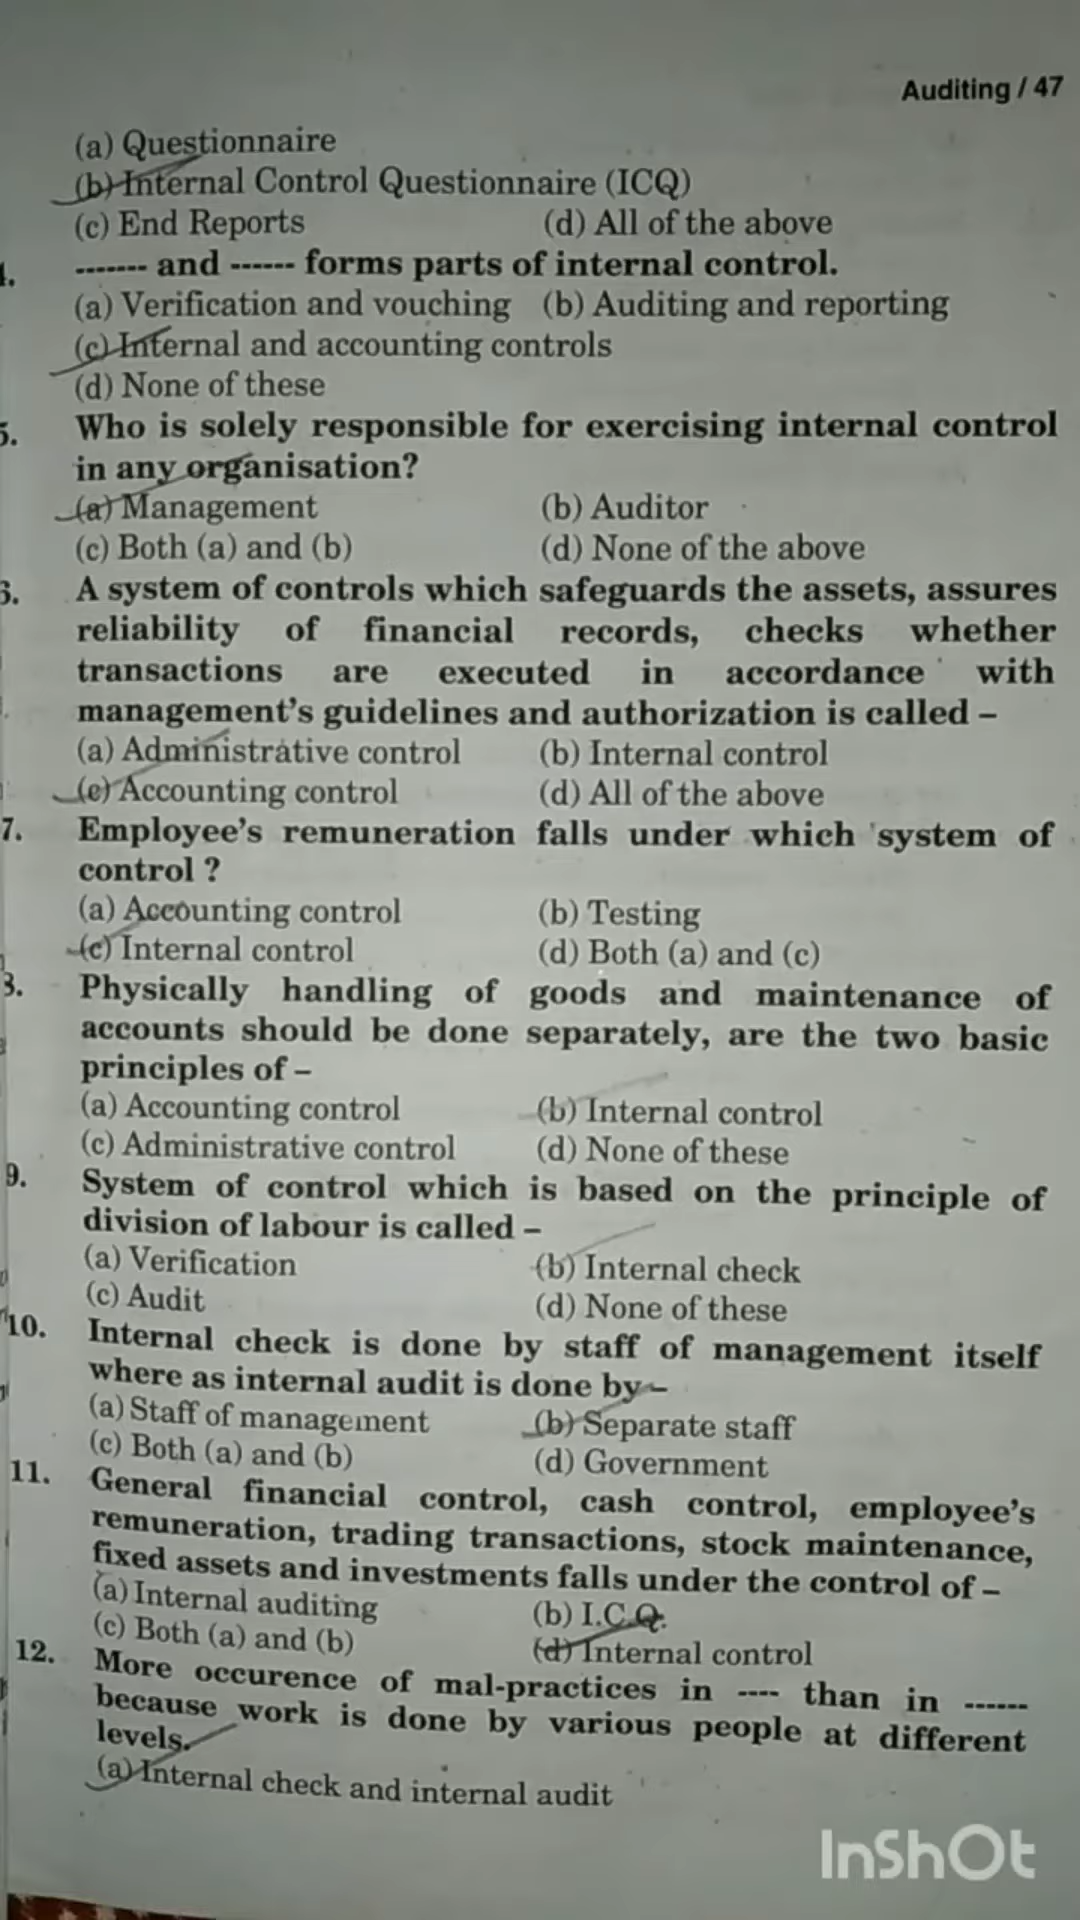 Auditing / 47
(a) Questionnaire
(b) Internal Control Questionnaire (ICQ)
(c) End Reports (d) All of the above
------- and ------ forms parts of internal control.
(a) Verification and vouching (b) Auditing and reporting
(c) Internal and accounting controls
(d) None of these
5. Who is solely responsible for exercising internal control
in any organisation?
(a) Management (b) Auditor
(c) Both (a) and (b) (d) None of the above
A system of controls which safeguards the assets, assures
reliability of financial records, checks whether
transactions are executed in accordance with
management's guidelines and authorization is called –
(a) Administrative control (b) Internal control
(c) Accounting control (d) All of the above
7. Employee's remuneration falls under which system of
control ?
(a) Accounting control (b) Testing
(c) Internal control (d) Both (a) and (c)
Physically handling of goods and maintenance of
accounts should be done separately, are the two basic
principles of –
(a) Accounting control (b) Internal control
(c) Administrative control (d) None of these
9. System of control which is based on the principle of
division of labour is called –
(a) Verification (b) Internal check
(c) Audit (d) None of these
10. Internal check is done by staff of management itself
where as internal audit is done by –
(a) Staff of management (b) Separate staff
(c) Both (a) and (b) (d) Government
11. General financial control, cash control, employee's
remuneration, trading transactions, stock maintenance,
fixed assets and investments falls under the control of –
(a) Internal auditing (b) I.C.Q.
(c) Both (a) and (b) (d) Internal control
12. More occurence of mal-practices in ---- than in ------
because work is done by various people at different
levels.
(a) Internal check and internal audit
InShOt